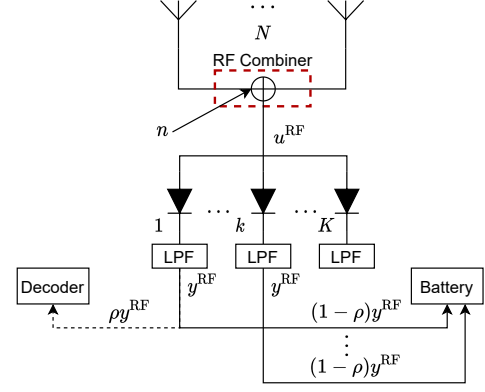 ...
N
RF Combiner
n
u^RF
1 ... k ... K
LPF LPF LPF
Decoder y^RF y^RF Battery
ρy^RF (1 − ρ)y^RF
⋮
(1 − ρ)y^RF